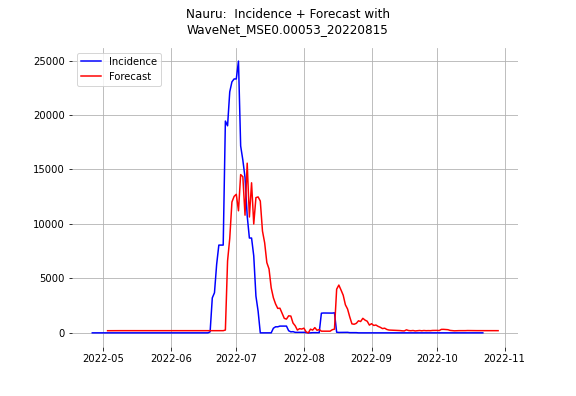 Nauru:  Incidence + Forecast with
WaveNet_MSE0.00053_20220815
Incidence
Forecast
25000
20000
15000
10000
5000
0
2022-05 2022-06 2022-07 2022-08 2022-09 2022-10 2022-11